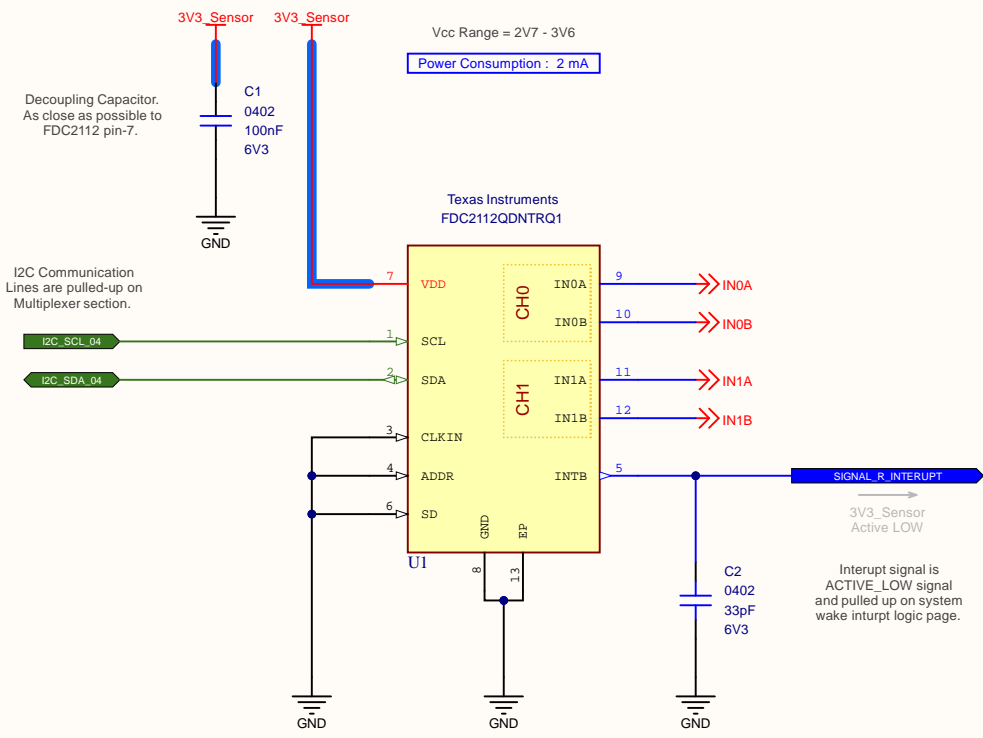 3V3_Sensor
3V3_Sensor
Vcc Range = 2V7 - 3V6
Power Consumption : 2 mA
Decoupling Capacitor.
As close as possible to
FDC2112 pin-7.
C1
0402
100nF
6V3
GND
Texas Instruments
FDC2112QDNTRQ1
I2C Communication
Lines are pulled-up on
Multiplexer section.
7
VDD
CH0
IN0A
9
IN0A
IN0B
10
IN0B
I2C_SCL_04
1
SCL
I2C_SDA_04
2
SDA
CH1
IN1A
11
IN1A
IN1B
12
IN1B
3
CLKIN
4
ADDR
INTB
5
SIGNAL_R_INTERUPT
3V3_Sensor
Active LOW
6
SD
GND
EP
U1
8
13
C2
0402
33pF
6V3
Interupt signal is
ACTIVE_LOW signal
and pulled up on system
wake inturpt logic page.
GND
GND
GND